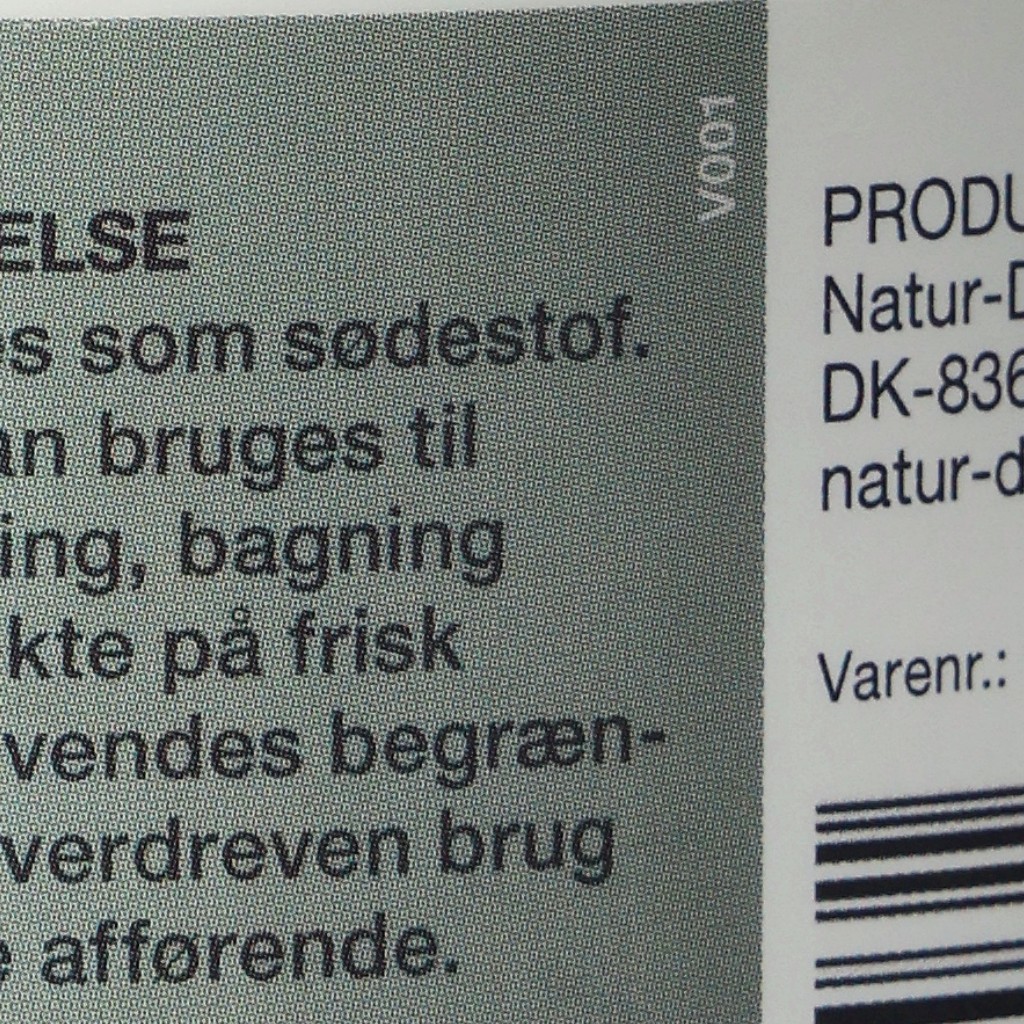 ELSE
s som sødestof.
an bruges til
ing, bagning
kte på frisk
vendes begræn-
verdreven brug
afførende.
V001
PRODU
Natur-D
DK-836
natur-d
Varenr.: